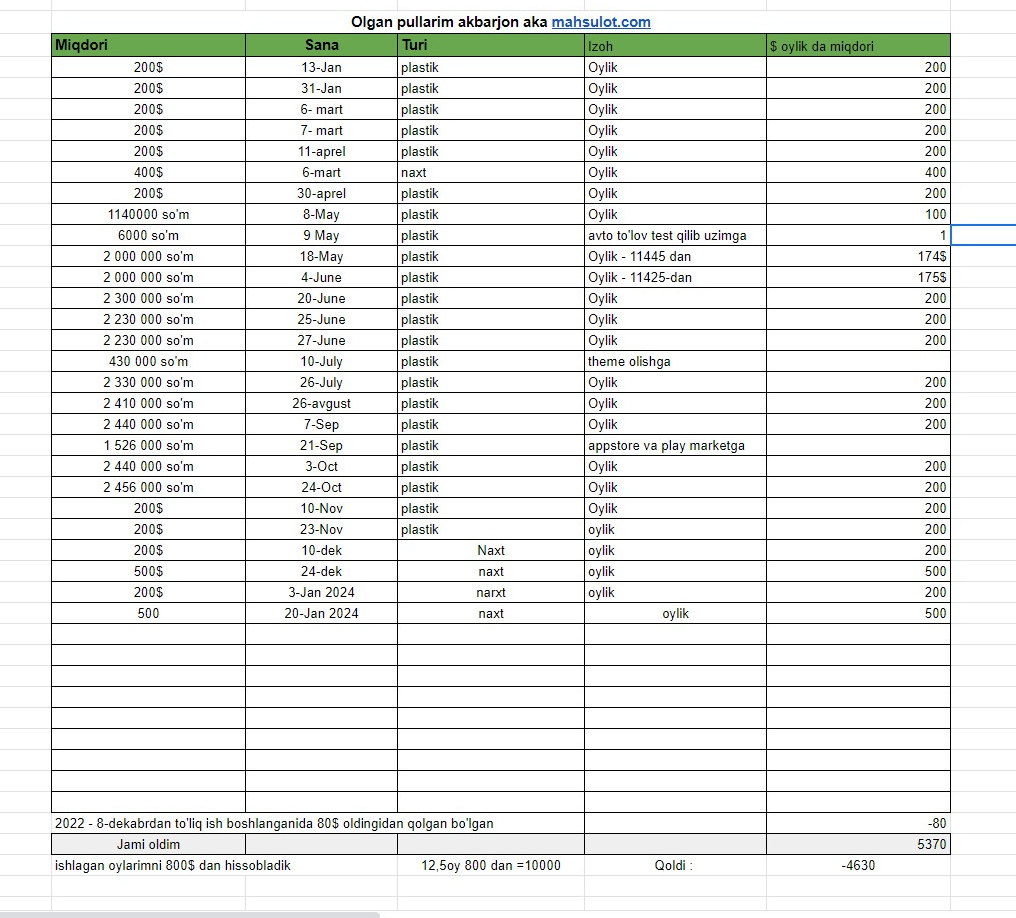 Olgan pullarim akbarjon aka mahsulot.com
Miqdori Sana Turi Izoh $ oylik da miqdori
200$ 13-Jan plastik Oylik 200
200$ 31-Jan plastik Oylik 200
200$ 6- mart plastik Oylik 200
200$ 7- mart plastik Oylik 200
200$ 11-aprel plastik Oylik 200
400$ 6-mart naxt Oylik 400
200$ 30-aprel plastik Oylik 200
1140000 so'm 8-May plastik Oylik 100
6000 so'm 9 May plastik avto to'lov test qilib uzimga 1
2 000 000 so'm 18-May plastik Oylik - 11445 dan 174$
2 000 000 so'm 4-June plastik Oylik - 11425-dan 175$
2 300 000 so'm 20-June plastik Oylik 200
2 230 000 so'm 25-June plastik Oylik 200
2 230 000 so'm 27-June plastik Oylik 200
430 000 so'm 10-July plastik theme olishga
2 330 000 so'm 26-July plastik Oylik 200
2 410 000 so'm 26-avgust plastik Oylik 200
2 440 000 so'm 7-Sep plastik Oylik 200
1 526 000 so'm 21-Sep plastik appstore va play marketga
2 440 000 so'm 3-Oct plastik Oylik 200
2 456 000 so'm 24-Oct plastik Oylik 200
200$ 10-Nov plastik Oylik 200
200$ 23-Nov plastik oylik 200
200$ 10-dek Naxt oylik 200
500$ 24-dek naxt oylik 500
200$ 3-Jan 2024 narxt oylik 200
500 20-Jan 2024 naxt oylik 500
2022 - 8-dekabrdan to'liq ish boshlanganida 80$ oldingidan qolgan bo'lgan -80
Jami oldim 5370
ishlagan oylarimni 800$ dan hissobladik 12,5oy 800 dan =10000 Qoldi : -4630